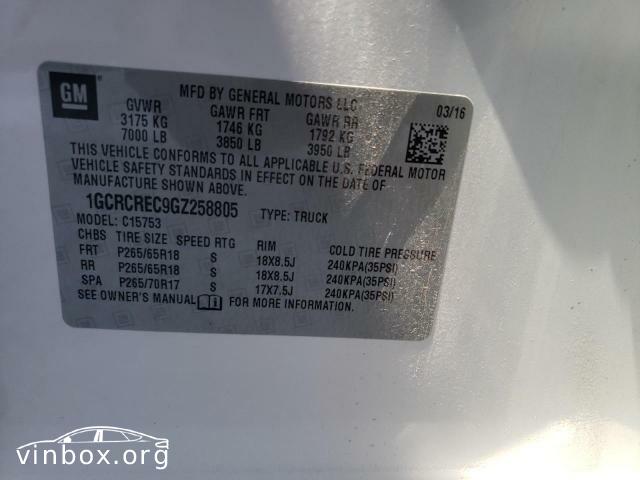 GM
MFD BY GENERAL MOTORS LLC
03/16
GVWR GAWR FRT GAWR RR
3175 KG 1746 KG 1792 KG
7000 LB 3850 LB 3950 LB
THIS VEHICLE CONFORMS TO ALL APPLICABLE U.S. FEDERAL MOTOR
VEHICLE SAFETY STANDARDS IN EFFECT ON THE DATE OF
MANUFACTURE SHOWN ABOVE.
1GCRCREC9GZ258805 TYPE: TRUCK
MODEL: C15753
CHBS TIRE SIZE SPEED RTG RIM COLD TIRE PRESSURE
FRT P265/65R18 S 18X8.5J 240KPA(35PSI)
RR P265/65R18 S 18X8.5J 240KPA(35PSI)
SPA P265/70R17 S 17X7.5J 240KPA(35PSI)
SEE OWNER'S MANUAL FOR MORE INFORMATION.
vinbox.org